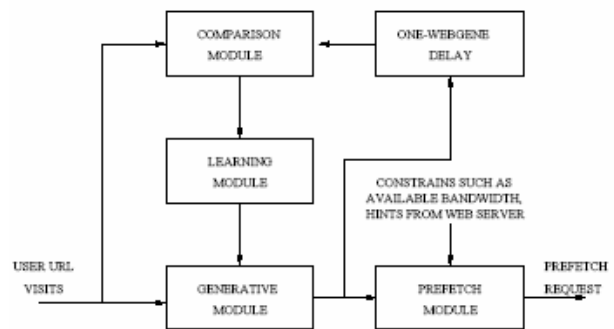 COMPARISON
MODULE
ONE-WEBGENE
DELAY
LEARNING
MODULE
CONSTRAINS SUCH AS
AVAILABLE BANDWIDTH,
HINTS FROM WEB SERVER
USER URL
VISITS
GENERATIVE
MODULE
PREFETCH
MODULE
PREFETCH
REQUEST